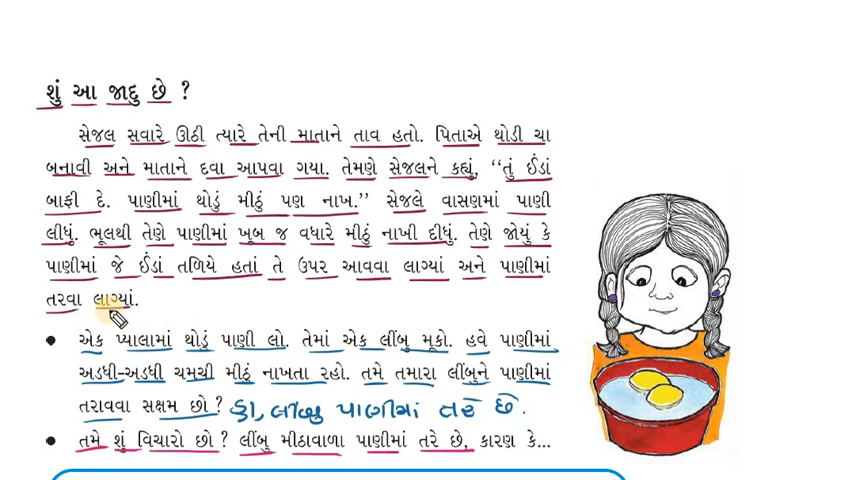 શું આ જાદુ છે ?
સેજલ સવારે ઊઠી ત્યારે તેની માતાને તાવ હતો. પિતાએ થોડી ચા
બનાવી અને માતાને દવા આપવા ગયા. તેમણે સેજલને કહ્યું, “તું ઈંડાં
બાફી દે. પાણીમાં થોડું મીઠું પણ નાખ.” સેજલે વાસણમાં પાણી
લીધું. ભૂલથી તેણે પાણીમાં ખૂબ જ વધારે મીઠું નાખી દીધું. તેણે જોયું કે
પાણીમાં જે ઈંડાં તળિયે હતાં તે ઉપર આવવા લાગ્યાં અને પાણીમાં
તરવા લાગ્યાં.
• એક પ્યાલામાં થોડું પાણી લો. તેમાં એક લીંબુ મૂકો. હવે પાણીમાં
અડધી-અડધી ચમચી મીઠું નાખતા રહો. તમે તમારા લીંબુને પાણીમાં
તરાવવા સક્ષમ છો ? હા, લીંબુ પાણીમાં તરે છે.
• તમે શું વિચારો છો ? લીંબુ મીઠાવાળા પાણીમાં તરે છે, કારણ કે...